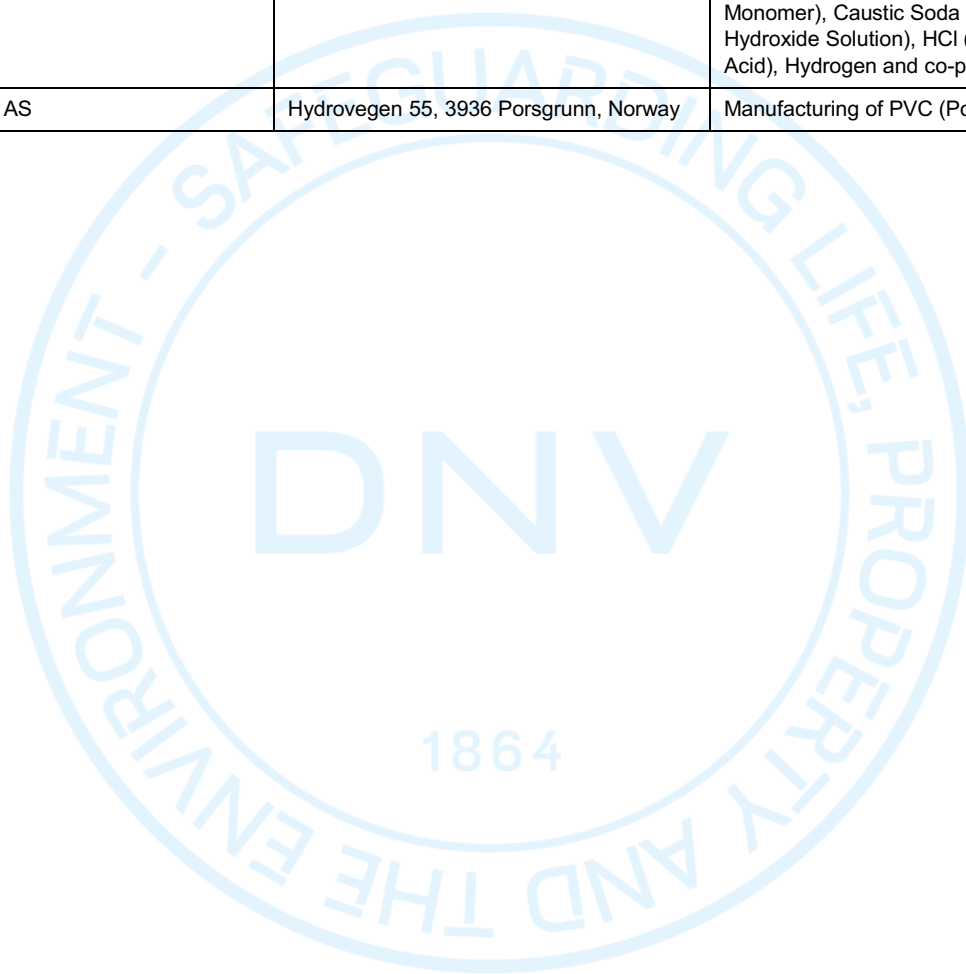 Monomer), Caustic Soda
Hydroxide Solution), HCl (
Acid), Hydrogen and co-p
AS
Hydrovegen 55, 3936 Porsgrunn, Norway
Manufacturing of PVC (Po
SAFEGUARDING LIFE, PROPERTY AND THE ENVIRONMENT -
DNV
1864